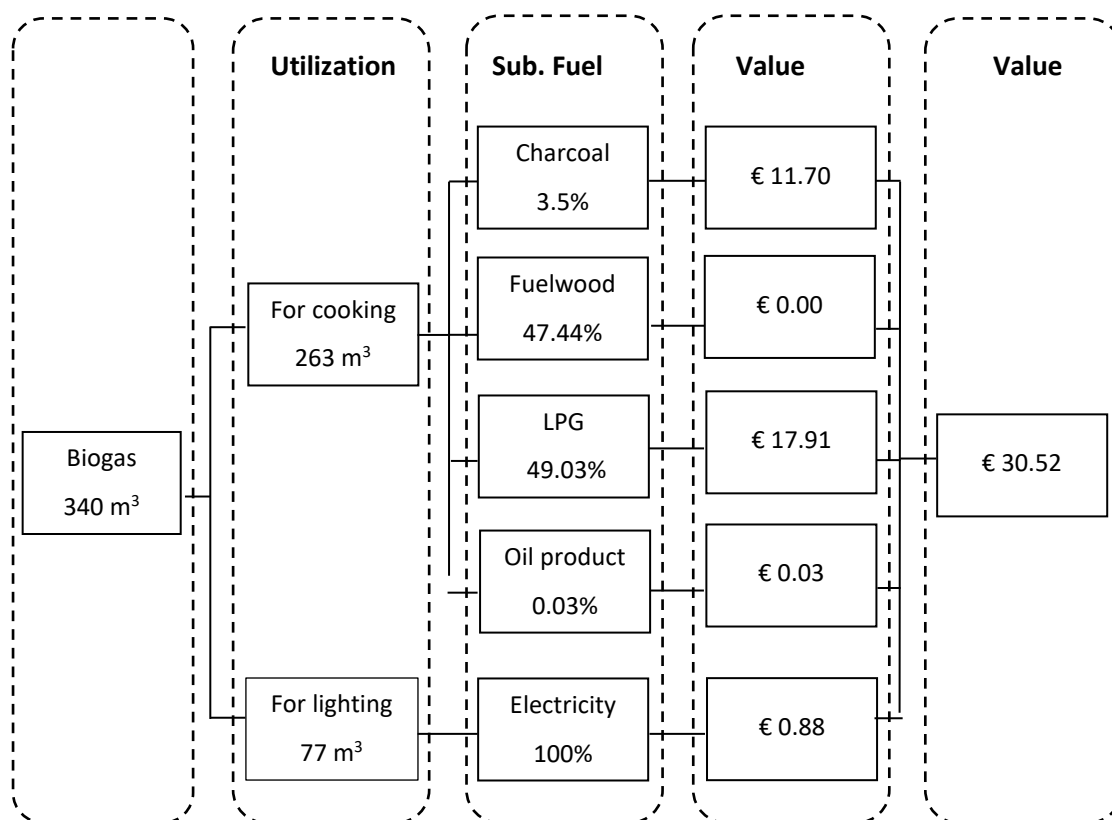 Utilization
Sub. Fuel
Value
Value
Charcoal
3.5%
€ 11.70
For cooking
263 m³
Fuelwood
47.44%
€ 0.00
Biogas
340 m³
LPG
49.03%
€ 17.91
€ 30.52
Oil product
0.03%
€ 0.03
For lighting
77 m³
Electricity
100%
€ 0.88